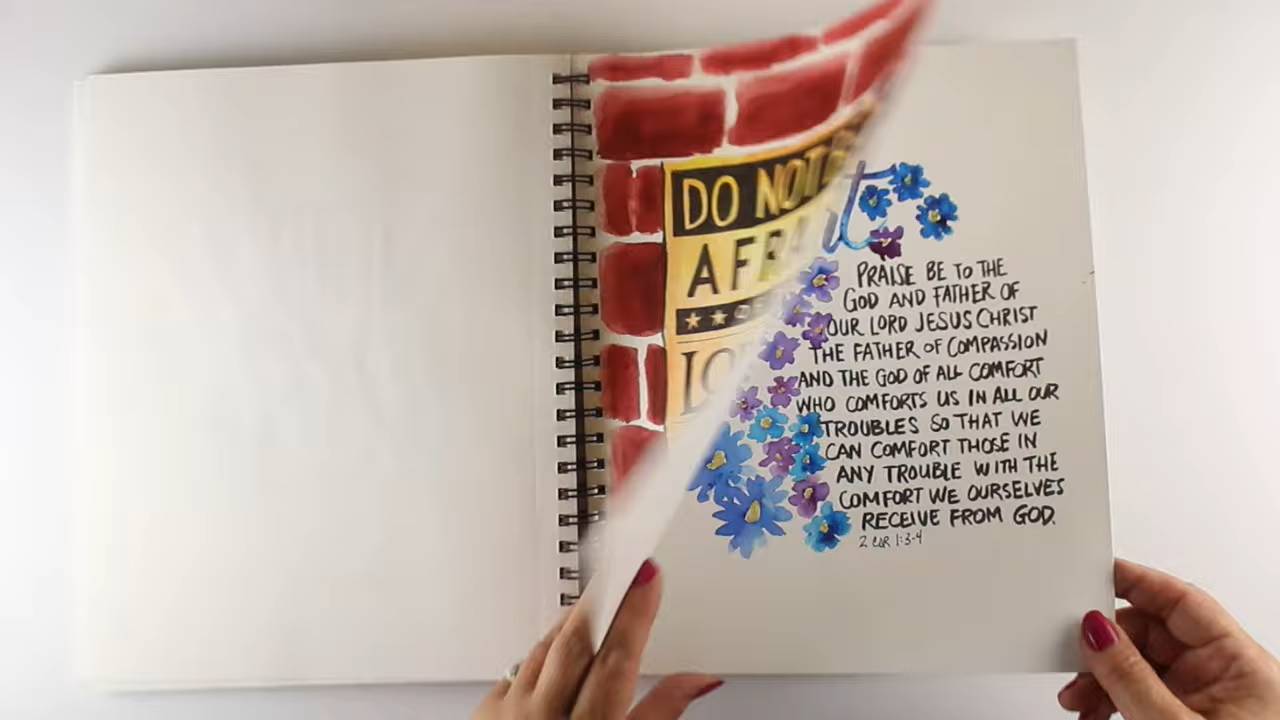 DO NOT
AFRA
PRAISE BE TO THE
GOD AND FATHER OF
OUR LORD JESUS CHRIST
THE FATHER OF COMPASSION
AND THE GOD OF ALL COMFORT
WHO COMFORTS US IN ALL OUR
TROUBLES SO THAT WE
CAN COMFORT THOSE IN
ANY TROUBLE WITH THE
COMFORT WE OURSELVES
RECEIVE FROM GOD.
2 COR 1:3-4